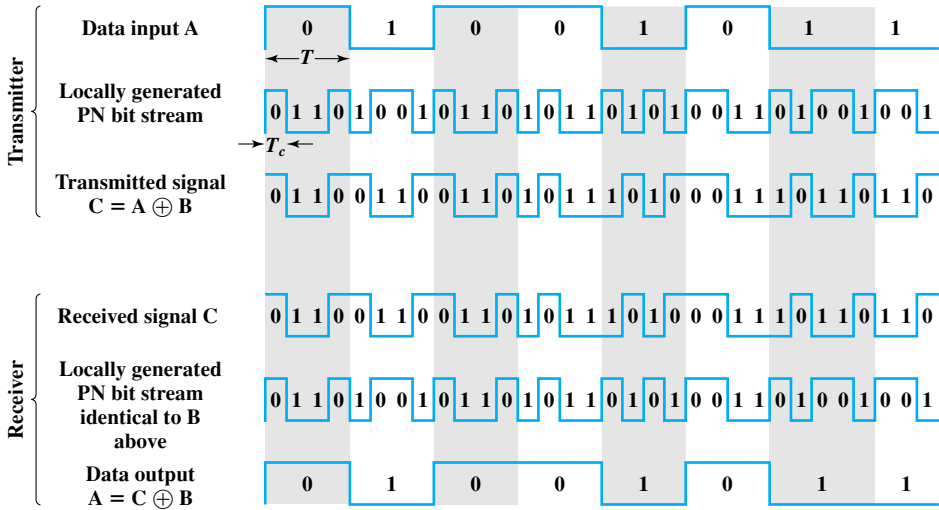 Transmitter
Data input A
0 1 0 0 1 0 1 1
T
Locally generated
PN bit stream
0 1 1 0 1 0 0 1 0 1 1 0 1 0 1 1 0 1 0 1 0 0 1 1 0 1 0 0 1 0 0 1
Tc
Transmitted signal
C = A ⊕ B
0 1 1 0 0 1 1 0 0 1 1 0 1 0 1 1 1 0 1 0 0 0 1 1 1 0 1 1 0 1 1 0
Receiver
Received signal C
0 1 1 0 0 1 1 0 0 1 1 0 1 0 1 1 1 0 1 0 0 0 1 1 1 0 1 1 0 1 1 0
Locally generated
PN bit stream
identical to B
above
0 1 1 0 1 0 0 1 0 1 1 0 1 0 1 1 0 1 0 1 0 0 1 1 0 1 0 0 1 0 0 1
Data output
A = C ⊕ B
0 1 0 0 1 0 1 1